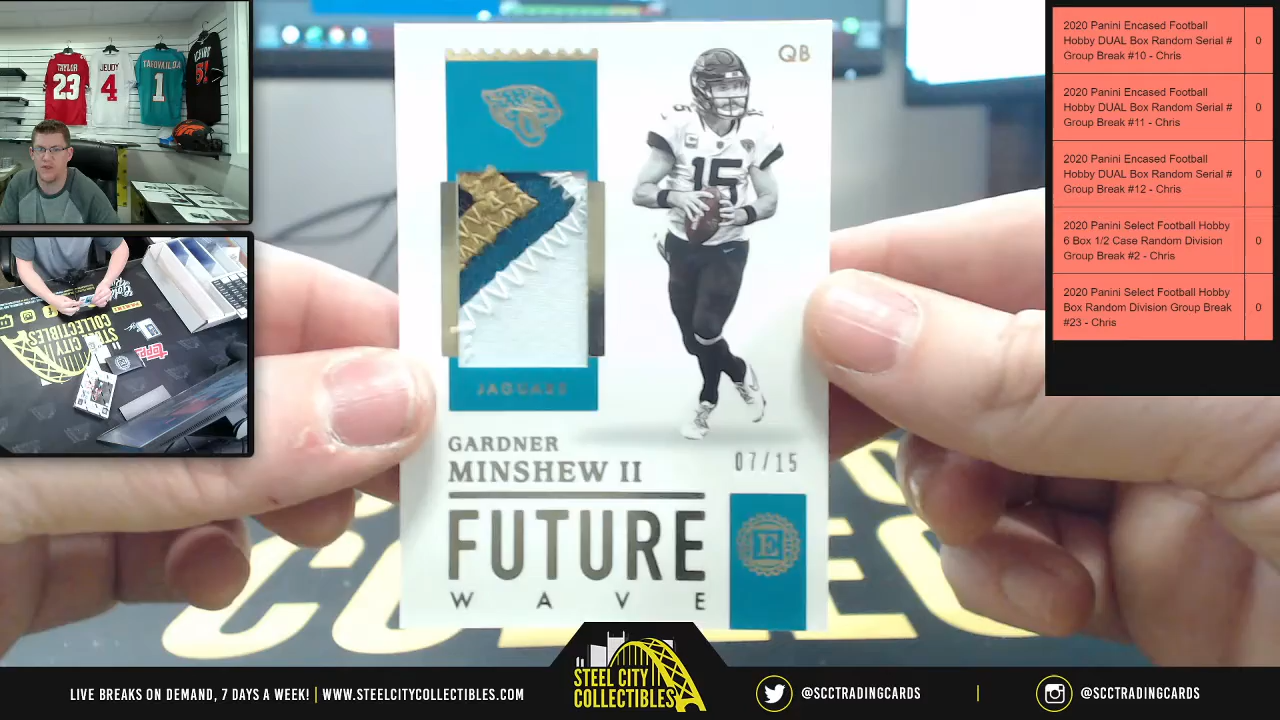 TAYLOR
23
JEUDY
4
TAGOVAILOA
1
ICHIRO
51
STEEL CITY
COLLECTIBLES
QB
15
JAGUARS
GARDNER
MINSHEW II
07/15
FUTURE
WAVE
E
2020 Panini Encased Football
Hobby DUAL Box Random Serial #
Group Break #10 - Chris
0
2020 Panini Encased Football
Hobby DUAL Box Random Serial #
Group Break #11 - Chris
0
2020 Panini Encased Football
Hobby DUAL Box Random Serial #
Group Break #12 - Chris
0
2020 Panini Select Football Hobby
6 Box 1/2 Case Random Division
Group Break #2 - Chris
0
2020 Panini Select Football Hobby
Box Random Division Group Break
#23 - Chris
0
LIVE BREAKS ON DEMAND, 7 DAYS A WEEK! | WWW.STEELCITYCOLLECTIBLES.COM
STEEL CITY
COLLECTIBLES
@SCCTRADINGCARDS
@SCCTRADINGCARDS